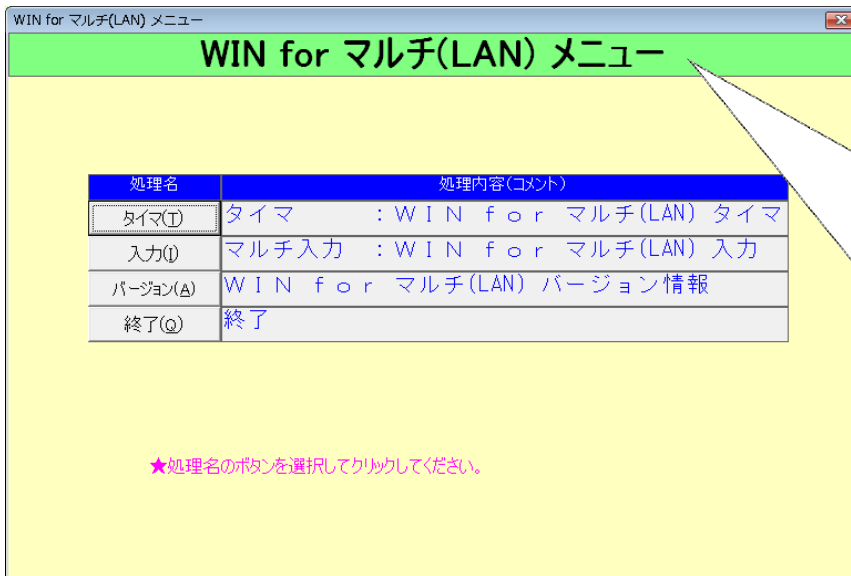 WIN for マルチ(LAN) メニュー
WIN for マルチ(LAN) メニュー
処理名 処理内容(コメント)
タイマ(T) タイマ :WIN for マルチ(LAN) タイマ
入力(I) マルチ入力 :WIN for マルチ(LAN) 入力
バージョン(A) WIN for マルチ(LAN) バージョン情報
終了(Q) 終了
★処理名のボタンを選択してクリックしてください。